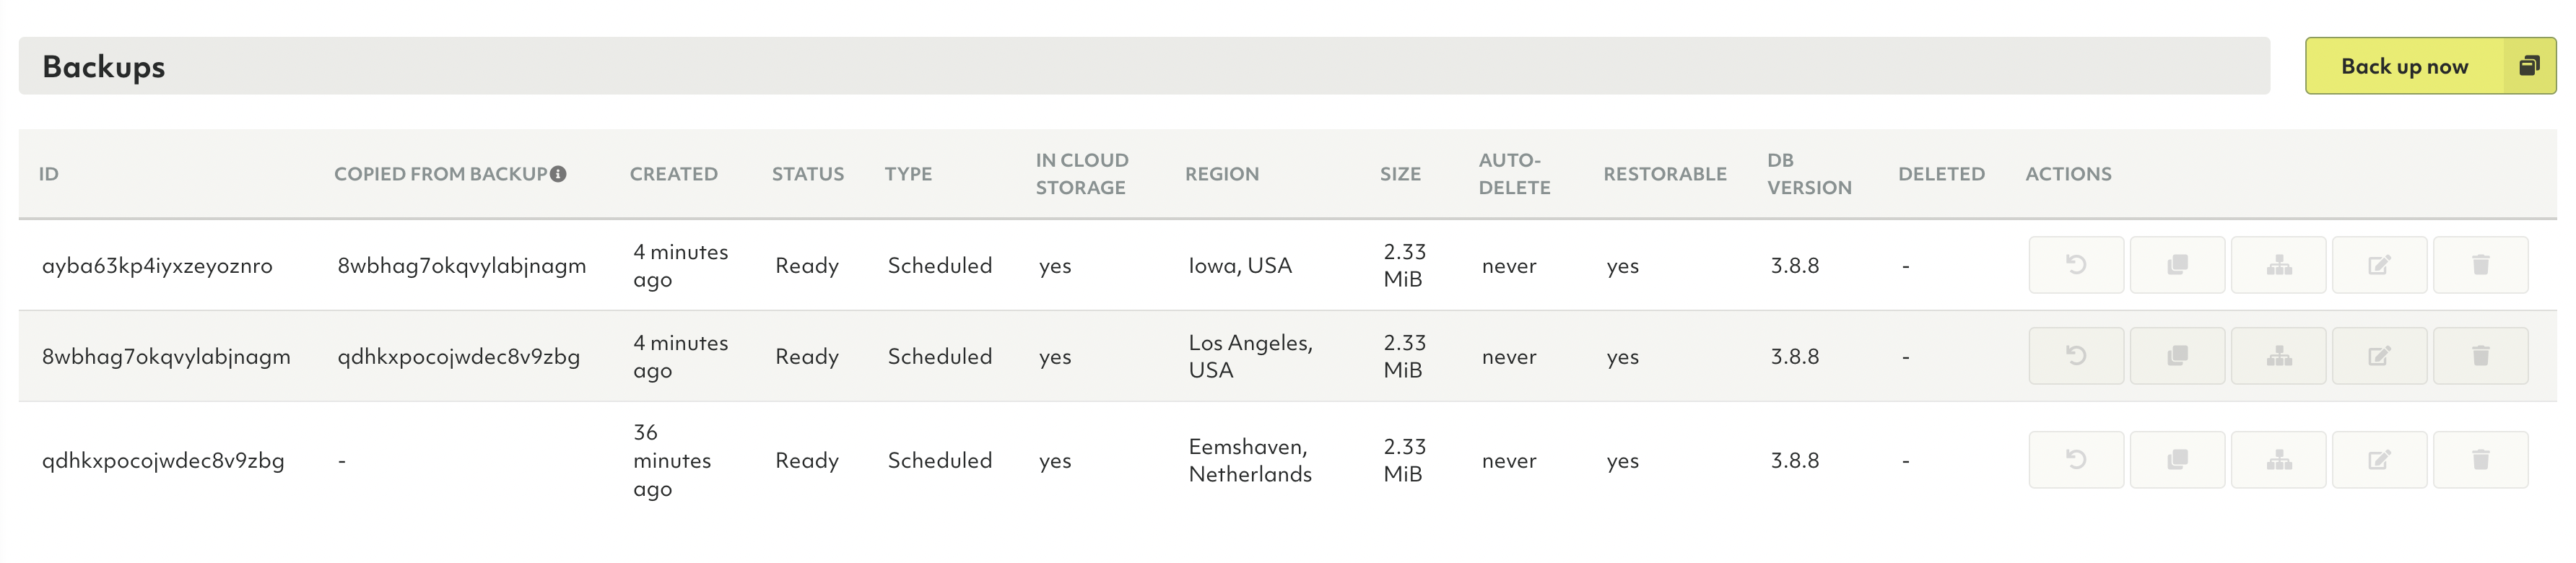 Backups
Back up now
ID COPIED FROM BACKUP CREATED STATUS TYPE IN CLOUD STORAGE REGION SIZE AUTO-DELETE RESTORABLE DB VERSION DELETED ACTIONS
ayba63kp4iyxzeyoznro 8wbhag7okqvylabjnagm 4 minutes ago Ready Scheduled yes Iowa, USA 2.33 MiB never yes 3.8.8 -
8wbhag7okqvylabjnagm qdhkxpocojwdec8v9zbg 4 minutes ago Ready Scheduled yes Los Angeles, USA 2.33 MiB never yes 3.8.8 -
qdhkxpocojwdec8v9zbg - 36 minutes ago Ready Scheduled yes Eemshaven, Netherlands 2.33 MiB never yes 3.8.8 -